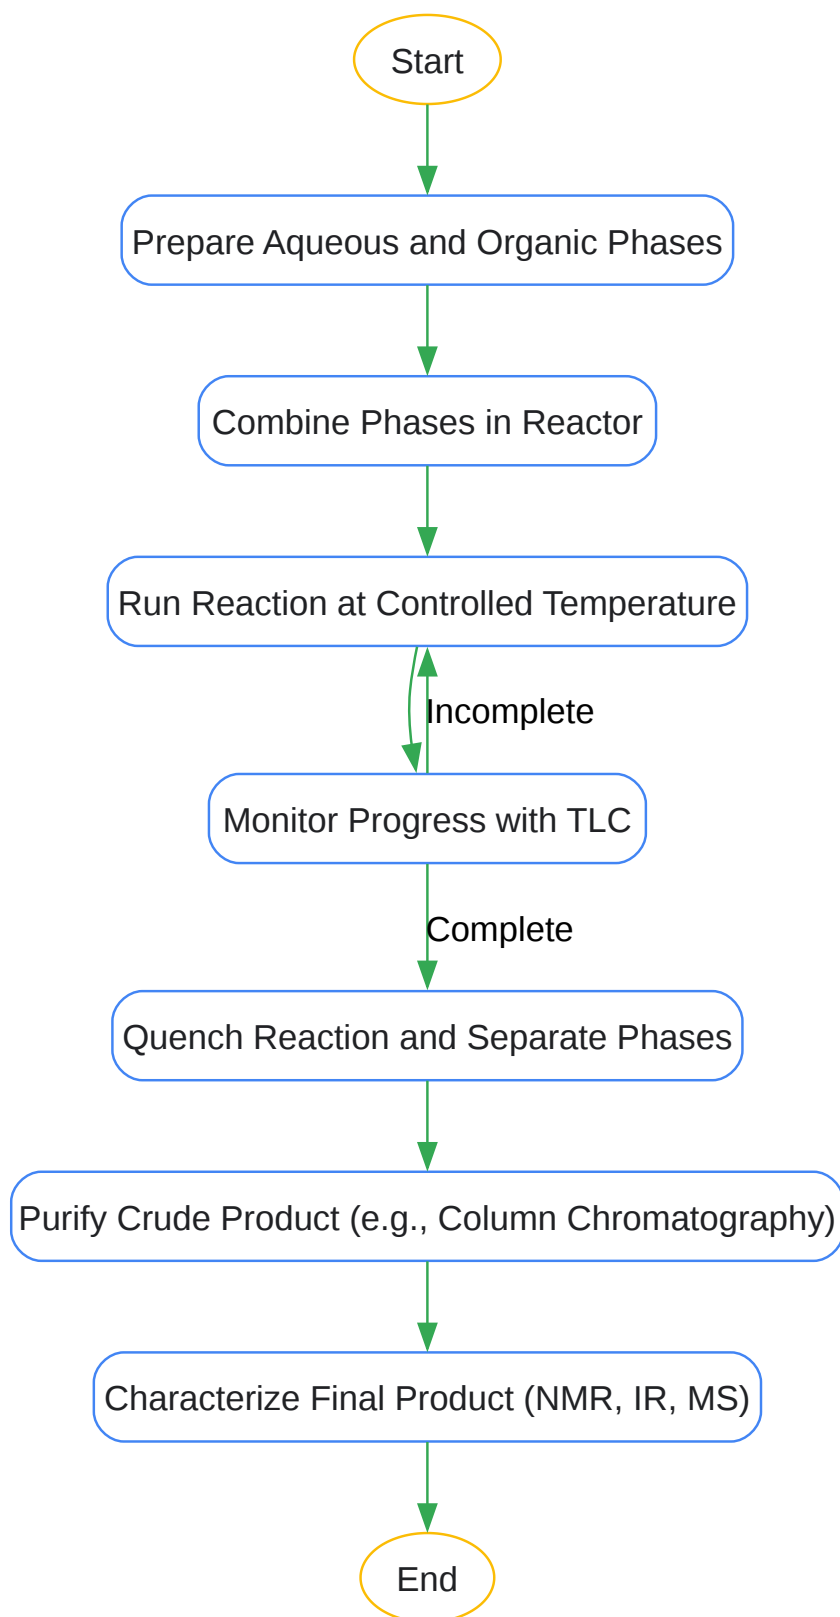 Start
Prepare Aqueous and Organic Phases
Combine Phases in Reactor
Run Reaction at Controlled Temperature
Incomplete
Monitor Progress with TLC
Complete
Quench Reaction and Separate Phases
Purify Crude Product (e.g., Column Chromatography)
Characterize Final Product (NMR, IR, MS)
End